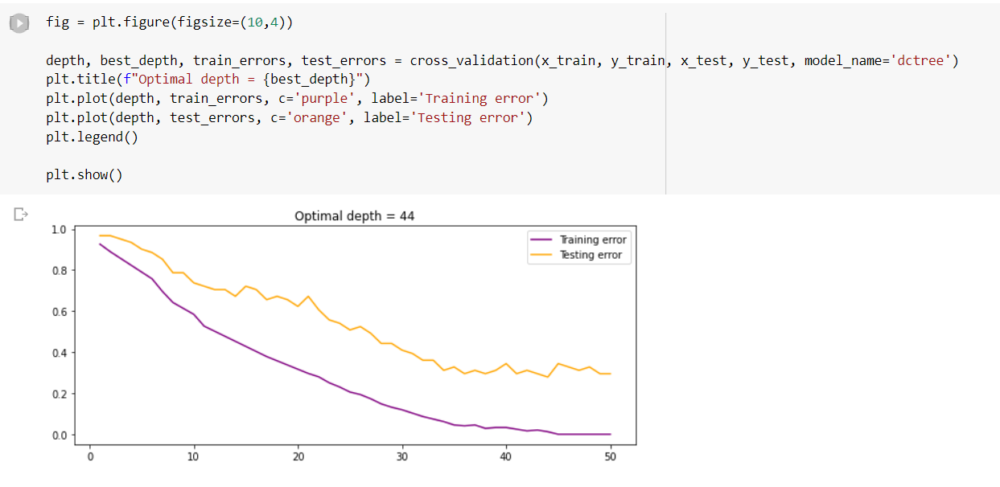 fig = plt.figure(figsize=(10,4))
depth, best_depth, train_errors, test_errors = cross_validation(x_train, y_train, x_test, y_test, model_name='dctree')
plt.title(f"Optimal depth = {best_depth}")
plt.plot(depth, train_errors, c='purple', label='Training error')
plt.plot(depth, test_errors, c='orange', label='Testing error')
plt.legend()
plt.show()
Optimal depth = 44
Training error
Testing error
1.0
0.8
0.6
0.4
0.2
0.0
0 10 20 30 40 50